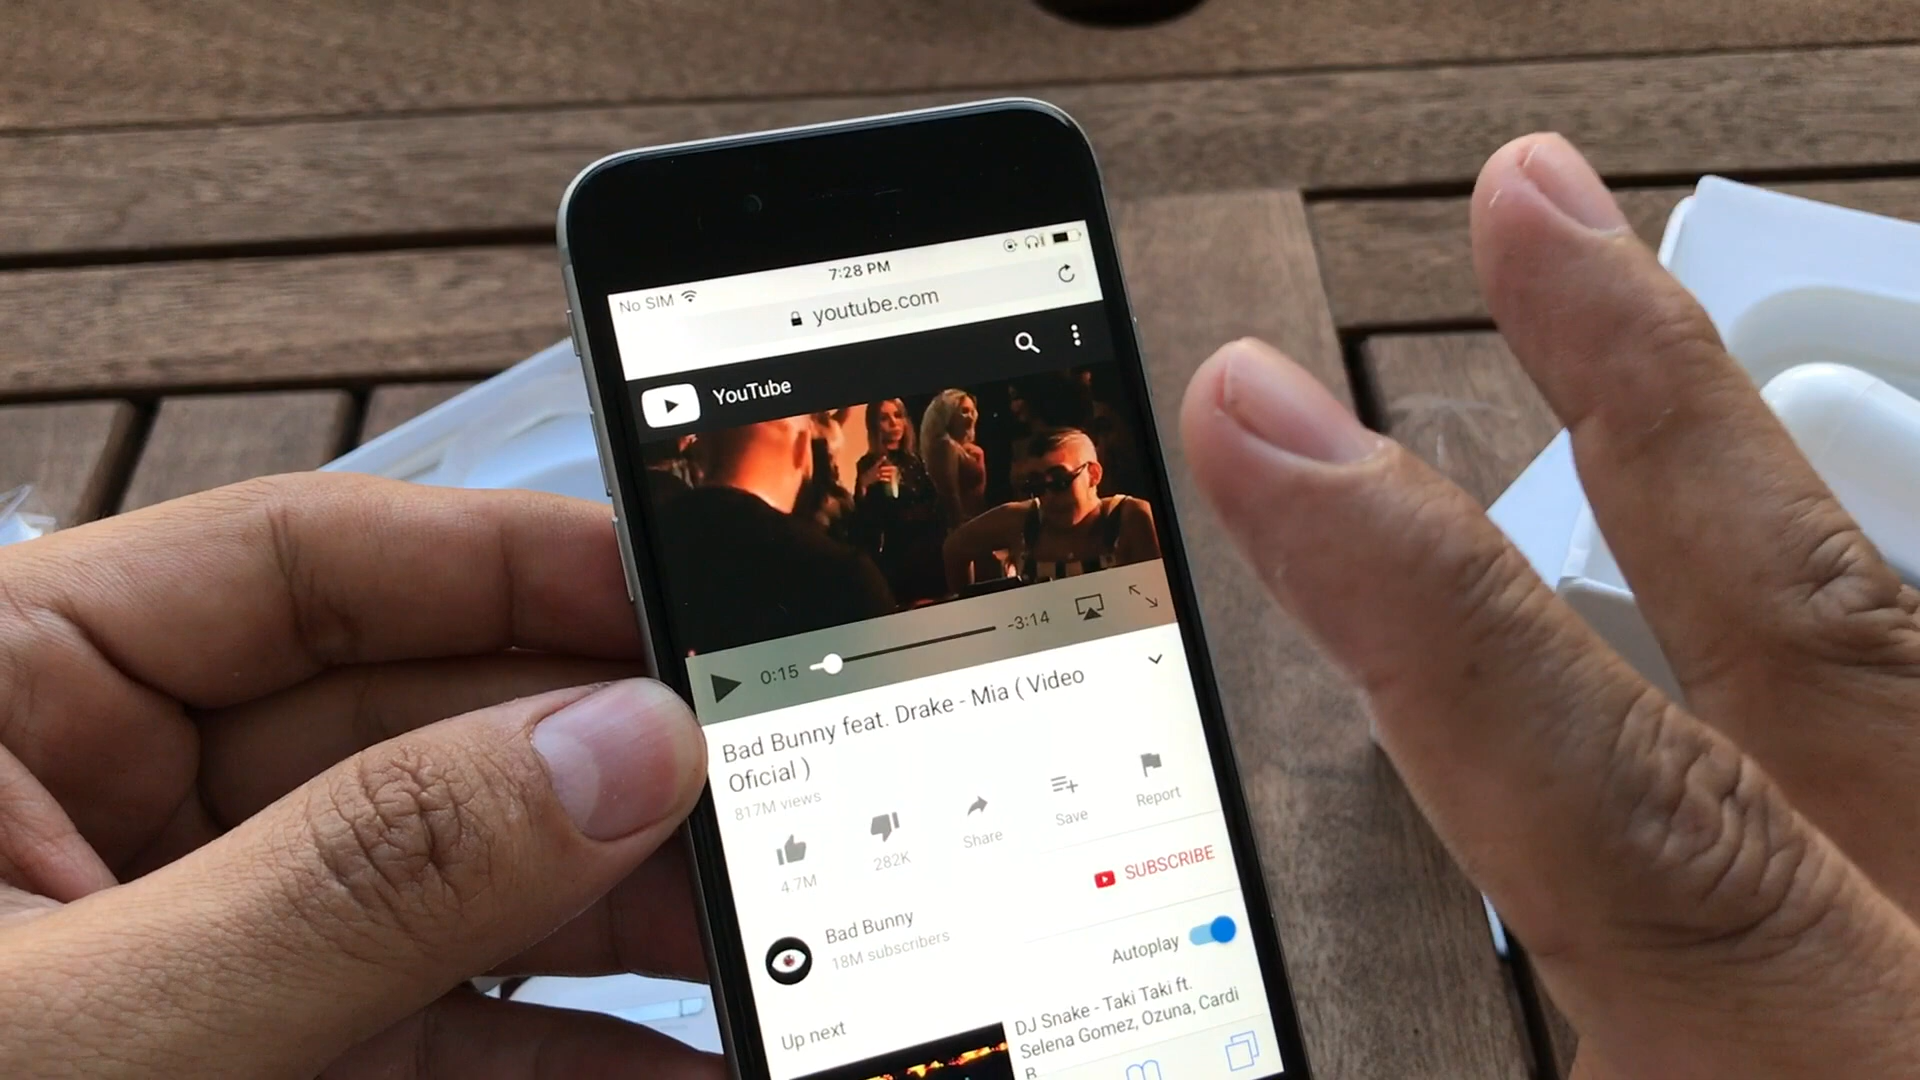 No SIM 7:28 PM
youtube.com
YouTube
0:15 -3:14
Bad Bunny feat. Drake - Mia ( Video
Oficial )
817M views
4.7M 282K Share Save Report
SUBSCRIBE
Bad Bunny
18M subscribers
Autoplay
Up next
DJ Snake - Taki Taki ft.
Selena Gomez, Ozuna, Cardi
B